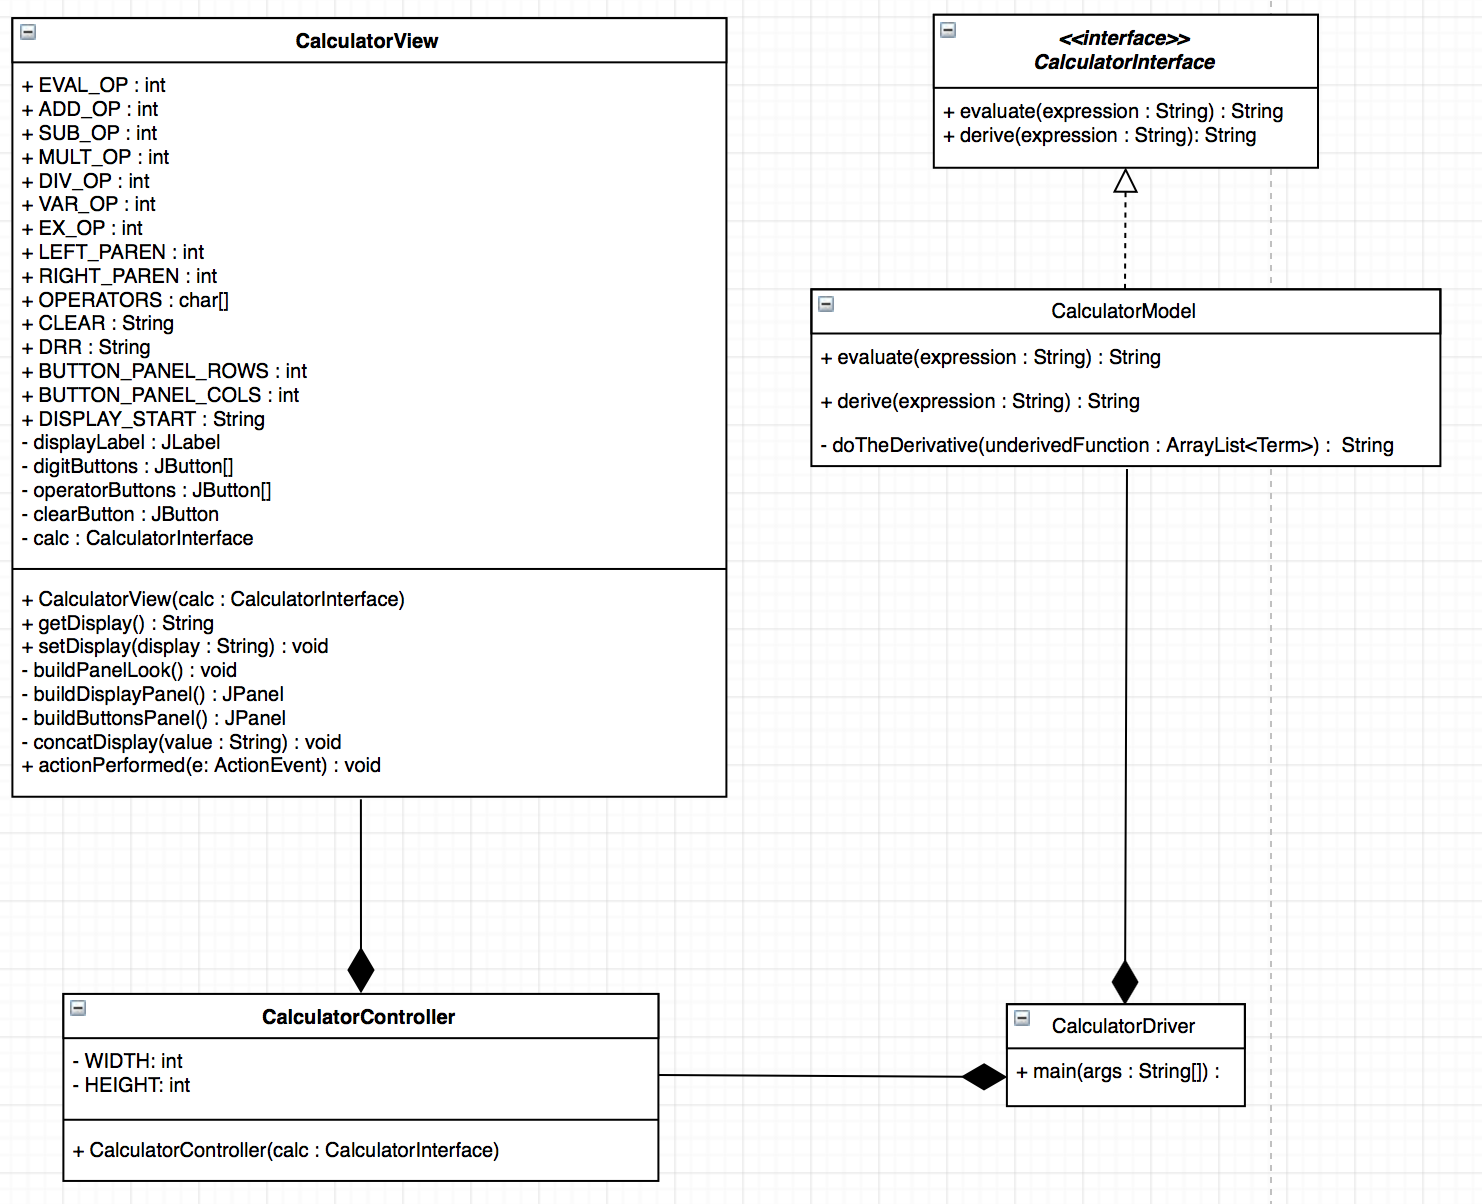 CalculatorView
+ EVAL_OP : int
+ ADD_OP : int
+ SUB_OP : int
+ MULT_OP : int
+ DIV_OP : int
+ VAR_OP : int
+ EX_OP : int
+ LEFT_PAREN : int
+ RIGHT_PAREN : int
+ OPERATORS : char[]
+ CLEAR : String
+ DRR : String
+ BUTTON_PANEL_ROWS : int
+ BUTTON_PANEL_COLS : int
+ DISPLAY_START : String
- displayLabel : JLabel
- digitButtons : JButton[]
- operatorButtons : JButton[]
- clearButton : JButton
- calc : CalculatorInterface
+ CalculatorView(calc : CalculatorInterface)
+ getDisplay() : String
+ setDisplay(display : String) : void
- buildPanelLook() : void
- buildDisplayPanel() : JPanel
- buildButtonsPanel() : JPanel
- concatDisplay(value : String) : void
+ actionPerformed(e: ActionEvent) : void
<<interface>>
CalculatorInterface
+ evaluate(expression : String) : String
+ derive(expression : String): String
CalculatorModel
+ evaluate(expression : String) : String
+ derive(expression : String) : String
- doTheDerivative(underivedFunction : ArrayList<Term>) :  String
CalculatorController
- WIDTH: int
- HEIGHT: int
+ CalculatorController(calc : CalculatorInterface)
CalculatorDriver
+ main(args : String[]) :